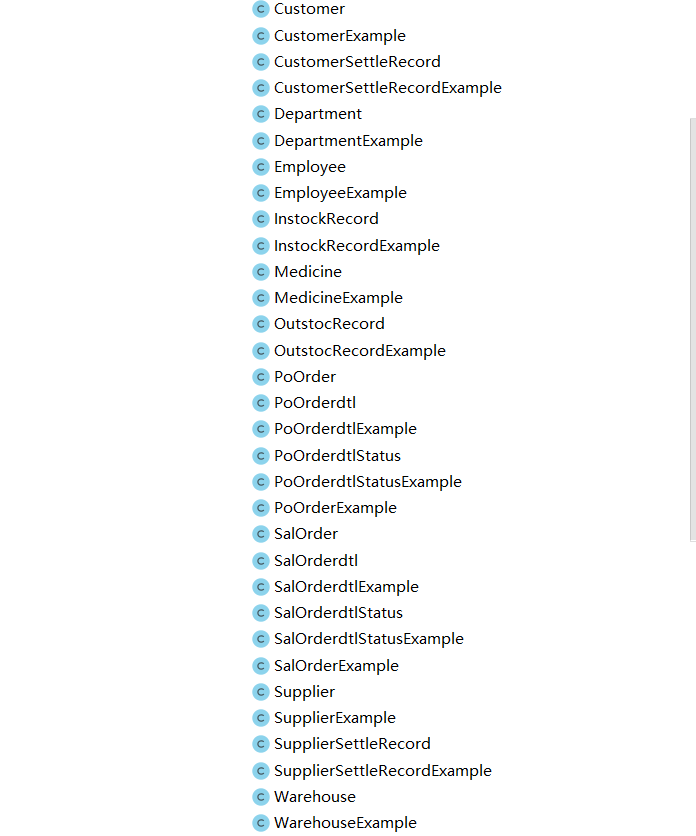 Customer
CustomerExample
CustomerSettleRecord
CustomerSettleRecordExample
Department
DepartmentExample
Employee
EmployeeExample
InstockRecord
InstockRecordExample
Medicine
MedicineExample
OutstocRecord
OutstocRecordExample
PoOrder
PoOrderdtl
PoOrderdtlExample
PoOrderdtlStatus
PoOrderdtlStatusExample
PoOrderExample
SalOrder
SalOrderdtl
SalOrderdtlExample
SalOrderdtlStatus
SalOrderdtlStatusExample
SalOrderExample
Supplier
SupplierExample
SupplierSettleRecord
SupplierSettleRecordExample
Warehouse
WarehouseExample